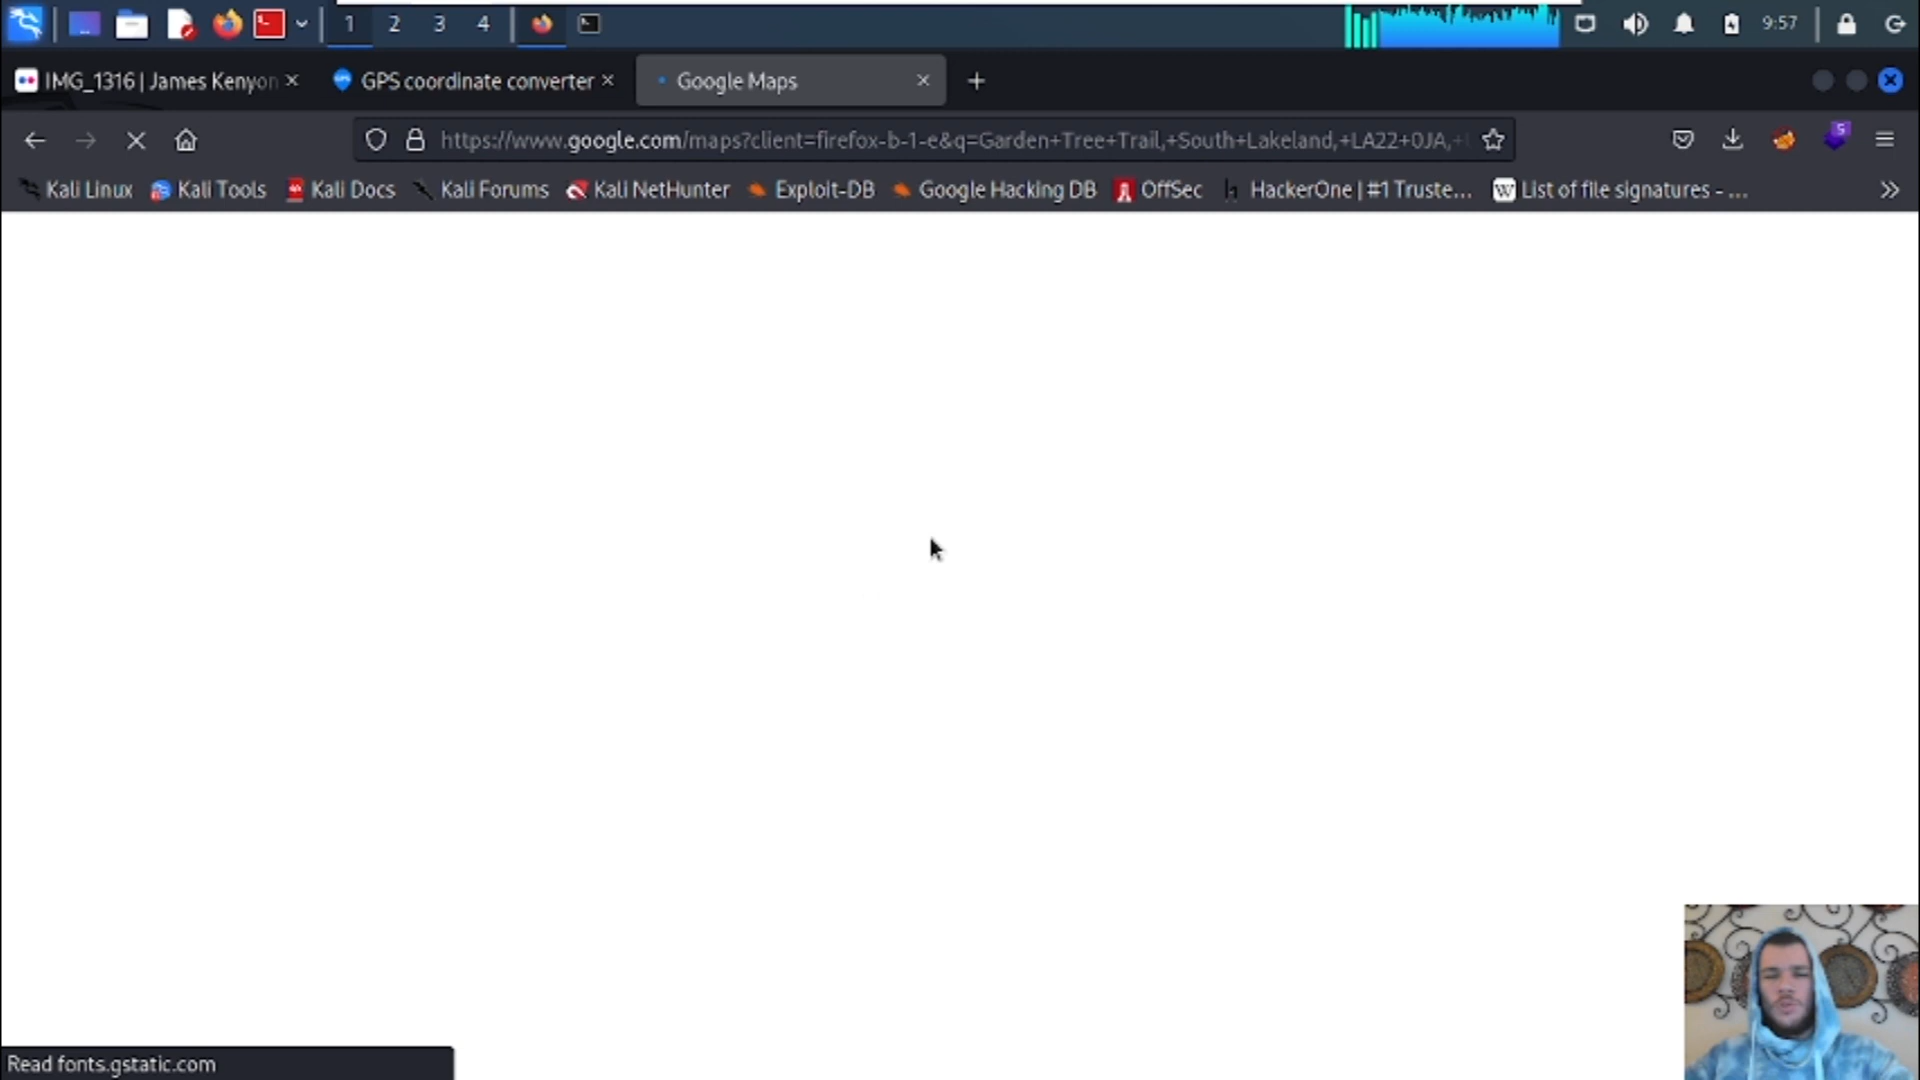 1 2 3 4 9:57
IMG_1316 | James Kenyon GPS coordinate converter Google Maps
https://www.google.com/maps?client=firefox-b-1-e&q=Garden+Tree+Trail,+South+Lakeland,+LA22+0JA,+
5
Kali Linux Kali Tools Kali Docs Kali Forums Kali NetHunter Exploit-DB Google Hacking DB OffSec HackerOne | #1 Truste... List of file signatures - ...
Read fonts.gstatic.com